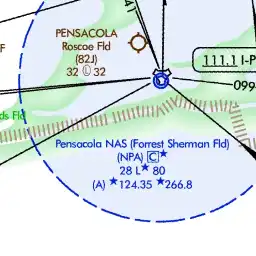 PENSACOLA
Roscoe Fld
(82J)
32 Ⓛ 32
F
111.1 I-P
099
ds Fld
Pensacola NAS (Forrest Sherman Fld)
(NPA) C★
28 L★ 80
(A) ★124.35 ★266.8